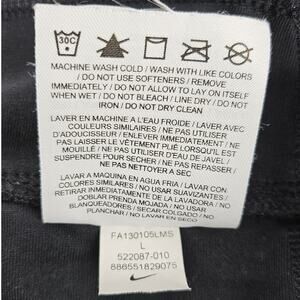 30C
MACHINE WASH COLD / WASH WITH LIKE COLORS
/ DO NOT USE SOFTENERS / REMOVE
IMMEDIATELY / DO NOT ALLOW TO LAY ON ITSELF
WHEN WET / DO NOT BLEACH / LINE DRY / DO NOT
IRON / DO NOT DRY CLEAN
LAVER EN MACHINE A L'EAU FROIDE / LAVER AVEC
COULEURS SIMILAIRES / NE PAS UTILISER
D'ADOUCISSEUR / ENLEVER IMMÉDIATEMENT / NE
PAS LAISSER LE VÊTEMENT PLIÉ LORSQU'IL EST
MOUILLÉ / NE PAS UTILISER D'EAU DE JAVEL /
SUSPENDRE POUR SECHER / NE PAS REPASSER /
NE PAS NETTOYER A SEC
LAVAR A MAQUINA EN AGUA FRIA / LAVAR CON
COLORES SIMILARES / NO USAR SUAVIZANTES /
RETIRAR INMEDIATAMENTE DE LA LAVADORA / NO
DOBLAR PRENDA MOJADA / NO USAR
BLANQUEADOR / SECAR COLGADO / NO
PLANCHAR / NO LAVAR EN SECO
FA130105LMS
L
522087-010
886551829075